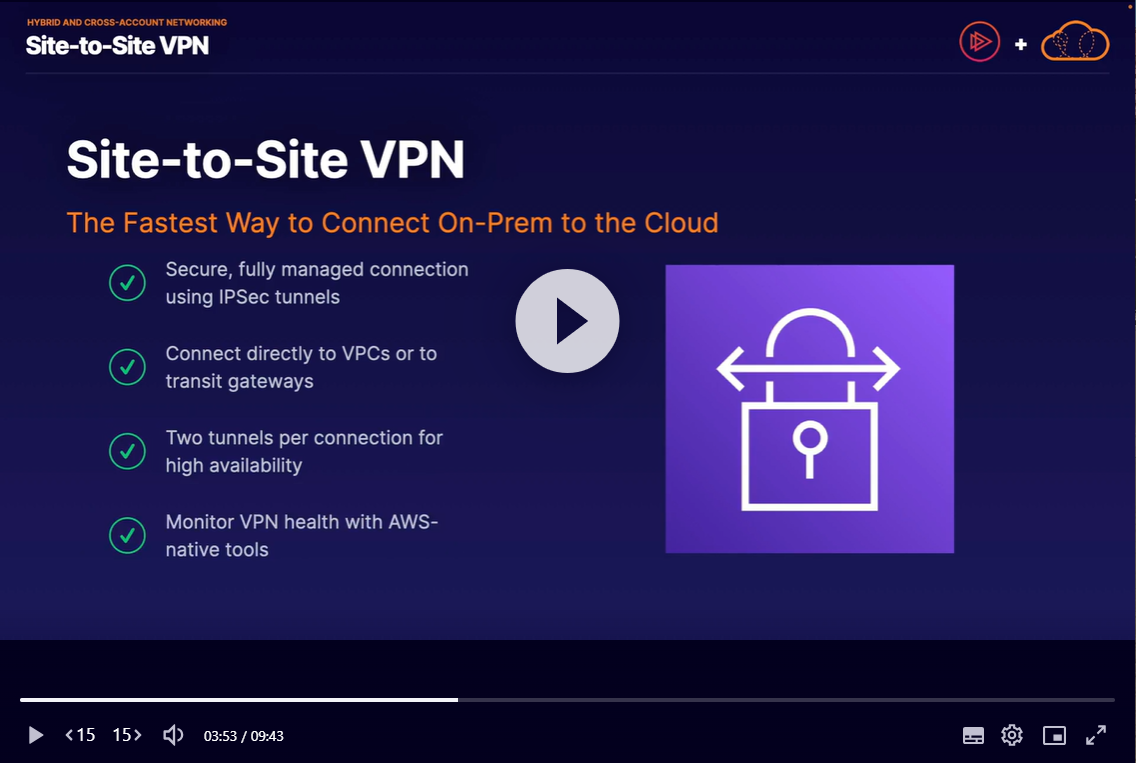 HYBRID AND CROSS-ACCOUNT NETWORKING
Site-to-Site VPN
Site-to-Site VPN
The Fastest Way to Connect On-Prem to the Cloud
Secure, fully managed connection
using IPSec tunnels
Connect directly to VPCs or to
transit gateways
Two tunnels per connection for
high availability
Monitor VPN health with AWS-
native tools
15 15 03:53 / 09:43